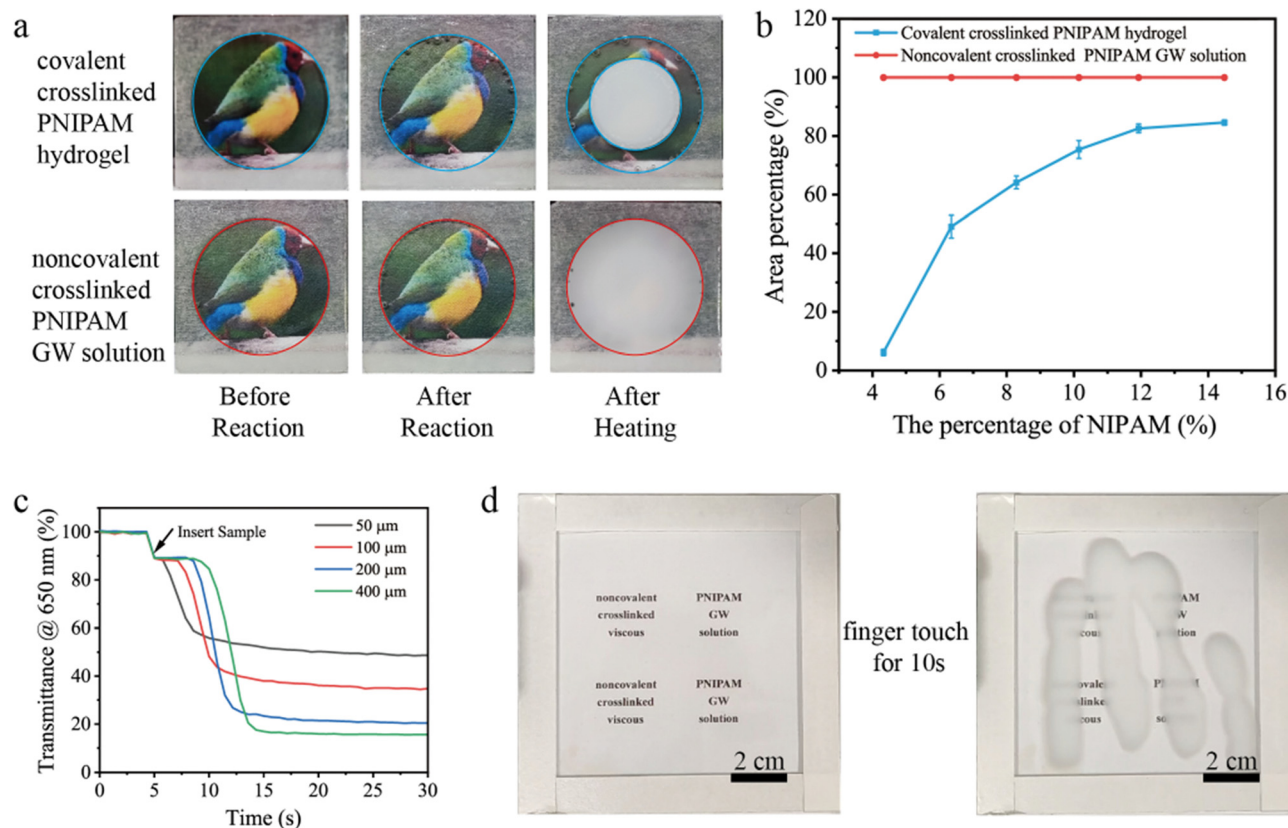 a
covalent
crosslinked
PNIPAM
hydrogel
noncovalent
crosslinked
PNIPAM
GW solution
Before
Reaction
After
Reaction
After
Heating
b
Covalent crosslinked PNIPAM hydrogel
Noncovalent crosslinked PNIPAM GW solution
Area percentage (%)
120
100
80
60
40
20
0
4 6 8 10 12 14 16
The percentage of NIPAM (%)
c
Transmittance @ 650 nm (%)
100
80
60
40
20
0
Insert Sample
50 μm
100 μm
200 μm
400 μm
0 5 10 15 20 25 30
Time (s)
d
noncovalent PNIPAM
crosslinked GW
viscous solution
noncovalent PNIPAM
crosslinked GW
viscous solution
2 cm
finger touch
for 10s
viscous
2 cm